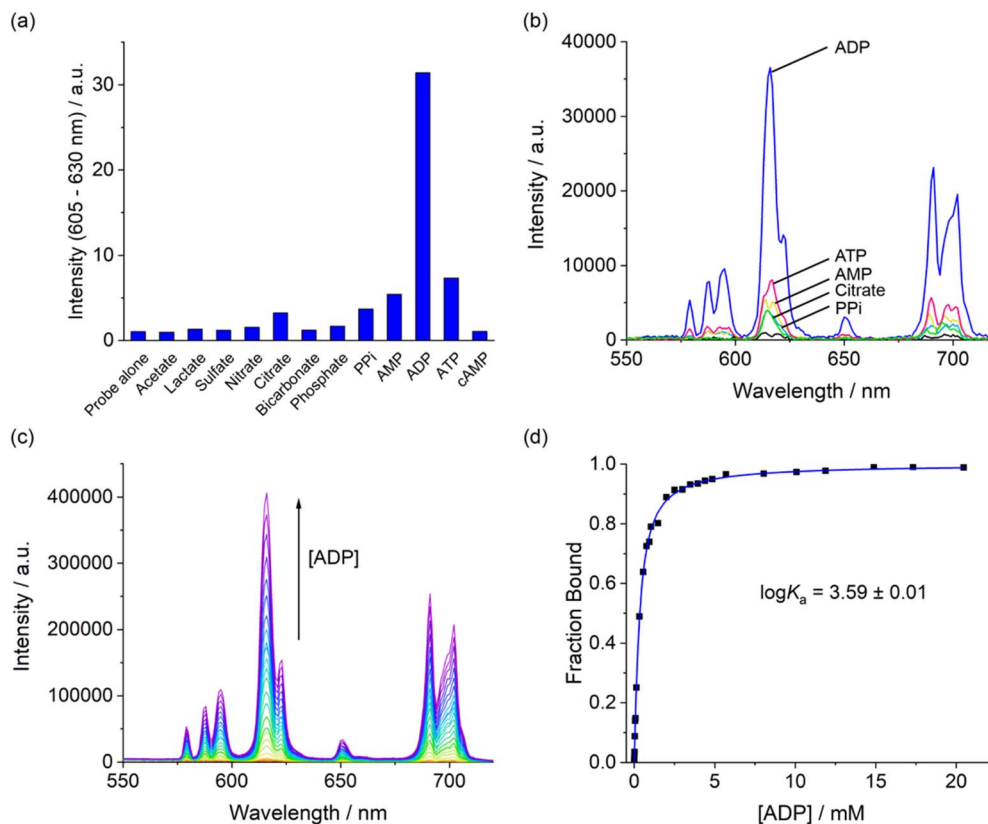 (a)
Intensity (605 - 630 nm) / a.u.
30
20
10
0
Probe alone
Acetate
Lactate
Sulfate
Nitrate
Citrate
Bicarbonate
Phosphate
PPi
AMP
ADP
ATP
cAMP
(b)
Intensity / a.u.
40000
30000
20000
10000
0
ADP
ATP
AMP
Citrate
PPi
550 600 650 700
Wavelength / nm
(c)
Intensity / a.u.
400000
300000
200000
100000
0
[ADP]
550 600 650 700
Wavelength / nm
(d)
Fraction Bound
1.0
0.8
0.6
0.4
0.2
0.0
logKa = 3.59 ± 0.01
0 5 10 15 20
[ADP] / mM